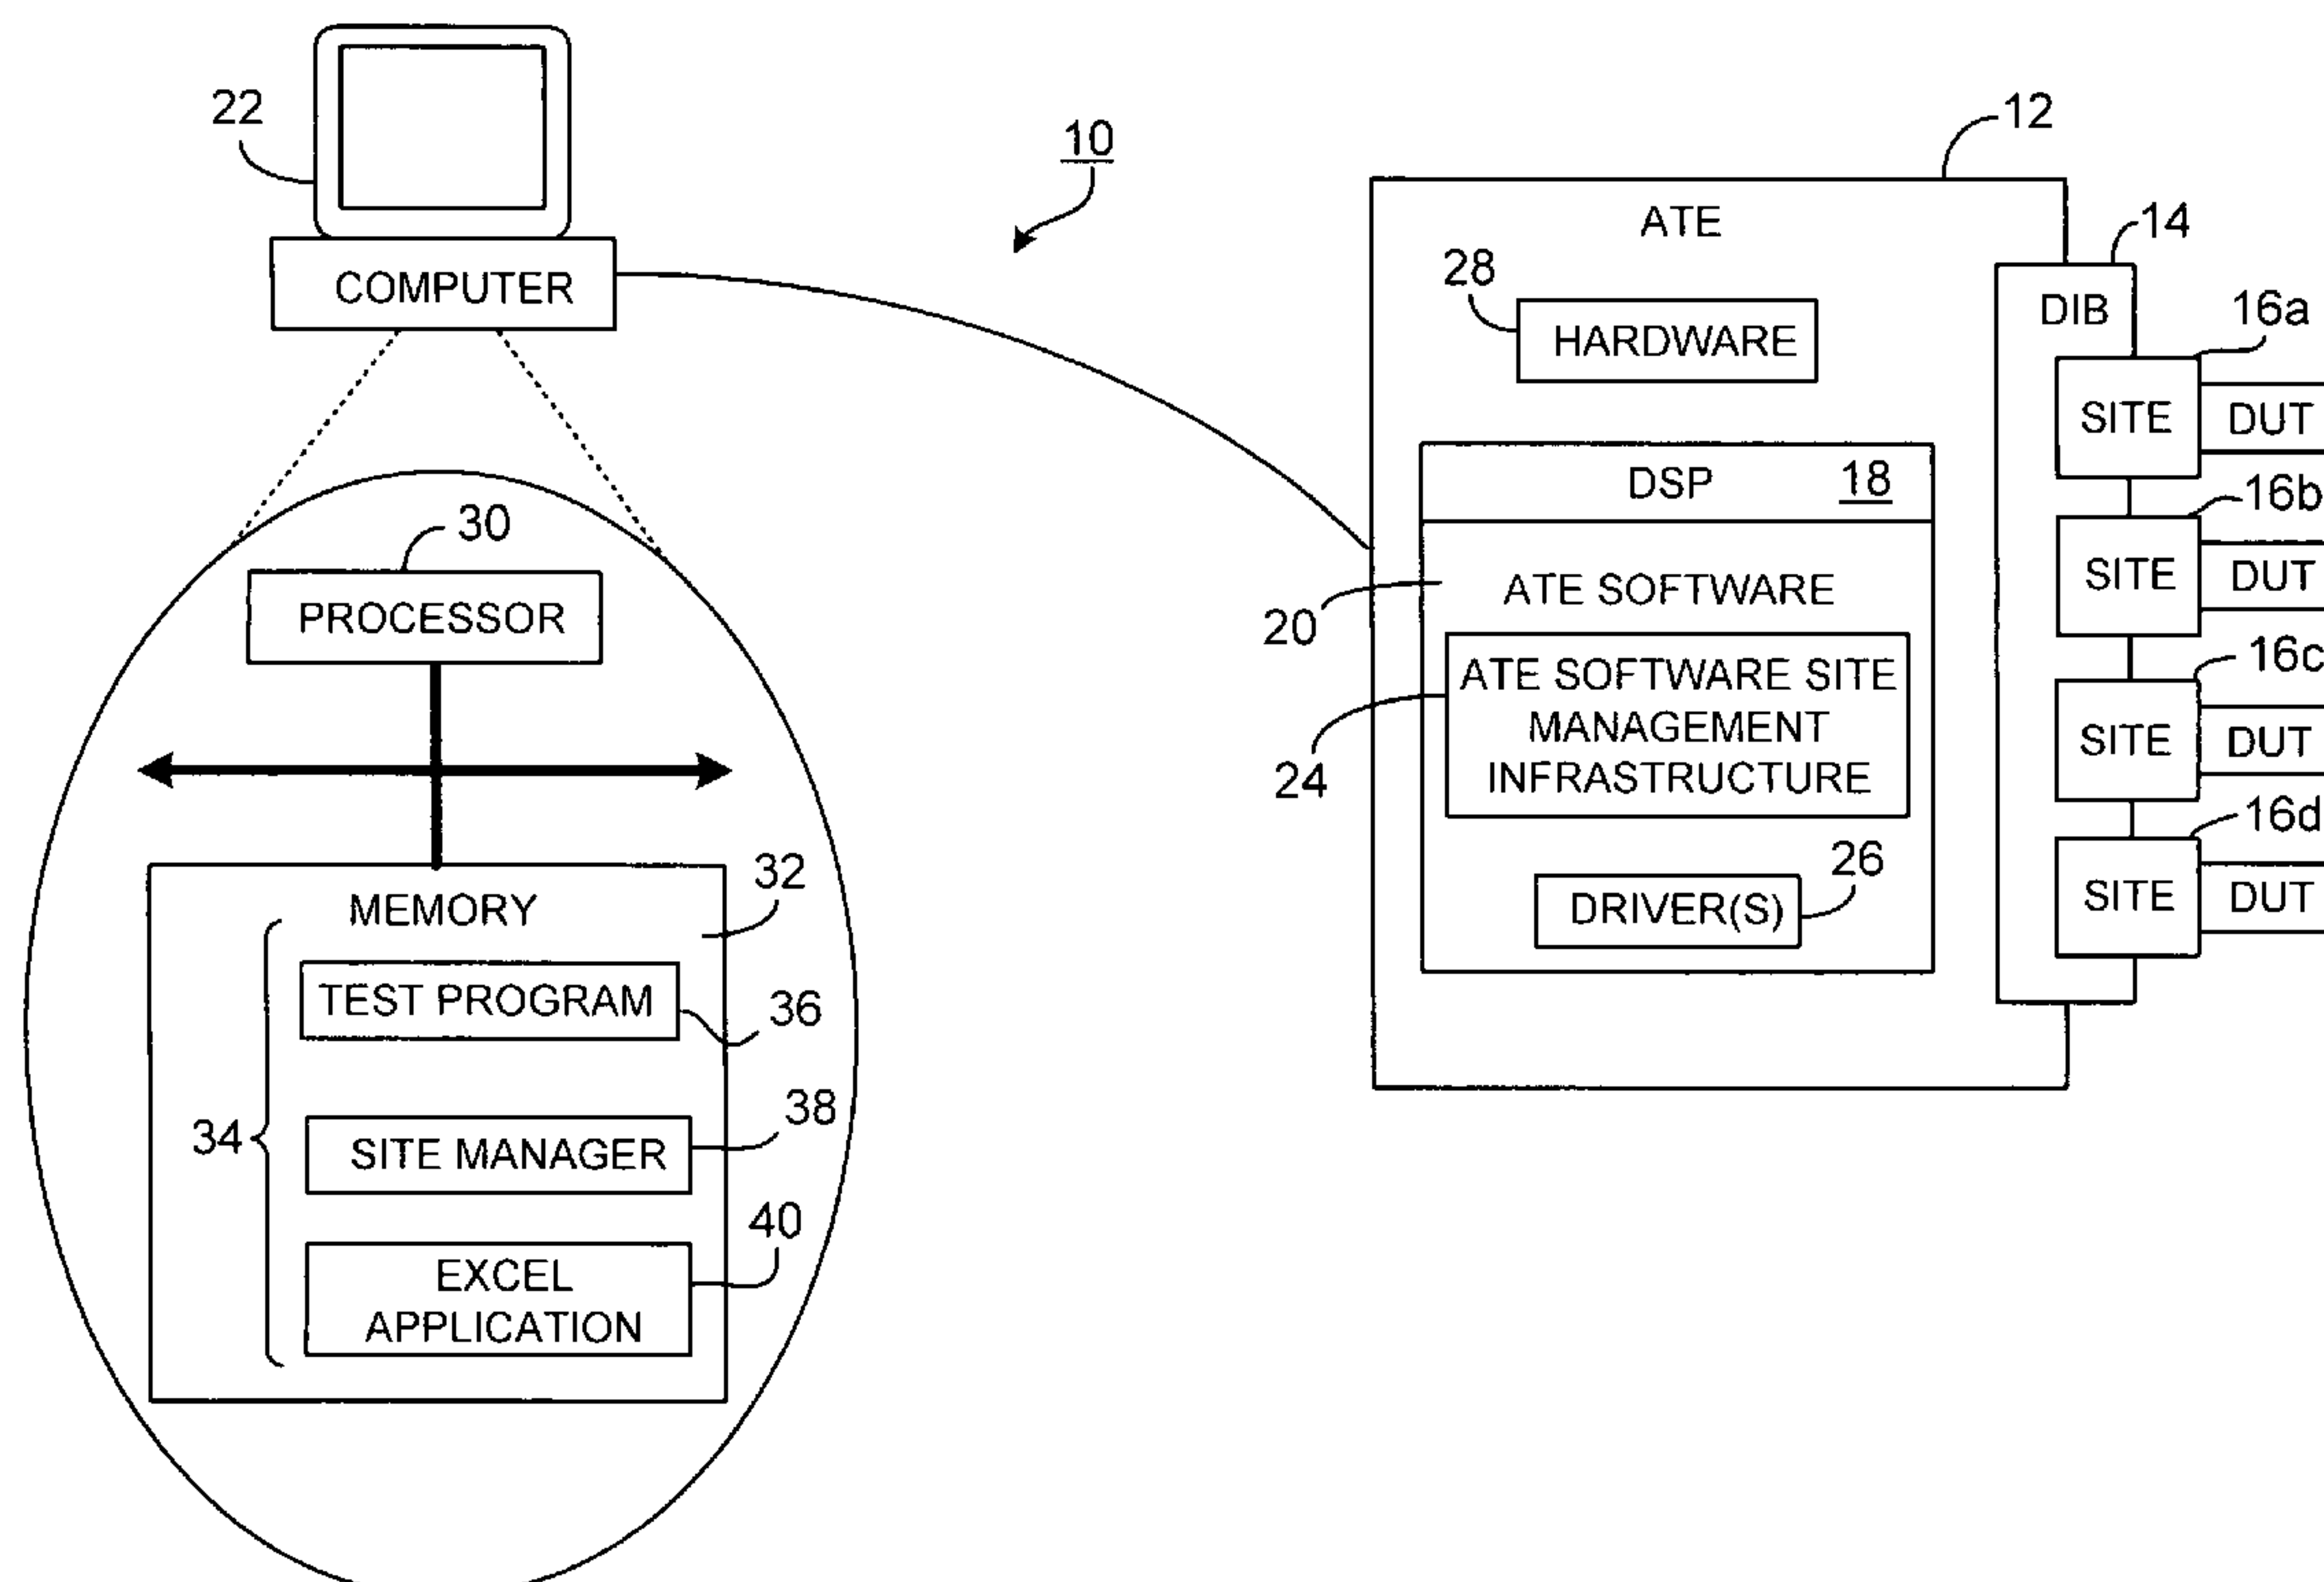 22
COMPUTER
10
12
ATE
14
28
HARDWARE
DIB
16a
SITE
DUT
DSP
18
16b
SITE
DUT
20
ATE SOFTWARE
16c
24
ATE SOFTWARE SITE
MANAGEMENT
INFRASTRUCTURE
SITE
DUT
16d
26
DRIVER(S)
SITE
DUT
30
PROCESSOR
32
MEMORY
TEST PROGRAM
36
34
38
SITE MANAGER
40
EXCEL
APPLICATION